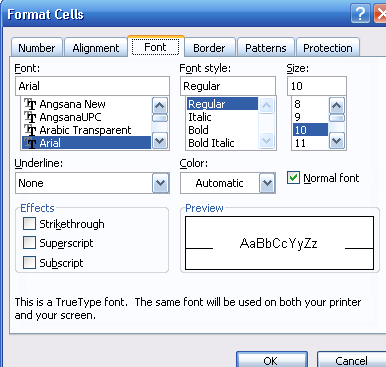 Format Cells
Number Alignment Font Border Patterns Protection
Font: Font style: Size:
Arial Regular 10
Angsana New Regular 8
AngsanaUPC Italic 9
Arabic Transparent Bold 10
Arial Bold Italic 11
Underline: Color:
None Automatic Normal font
Effects Preview
Strikethrough
Superscript AaBbCcYyZz
Subscript
This is a TrueType font. The same font will be used on both your printer
and your screen.
OK Cancel